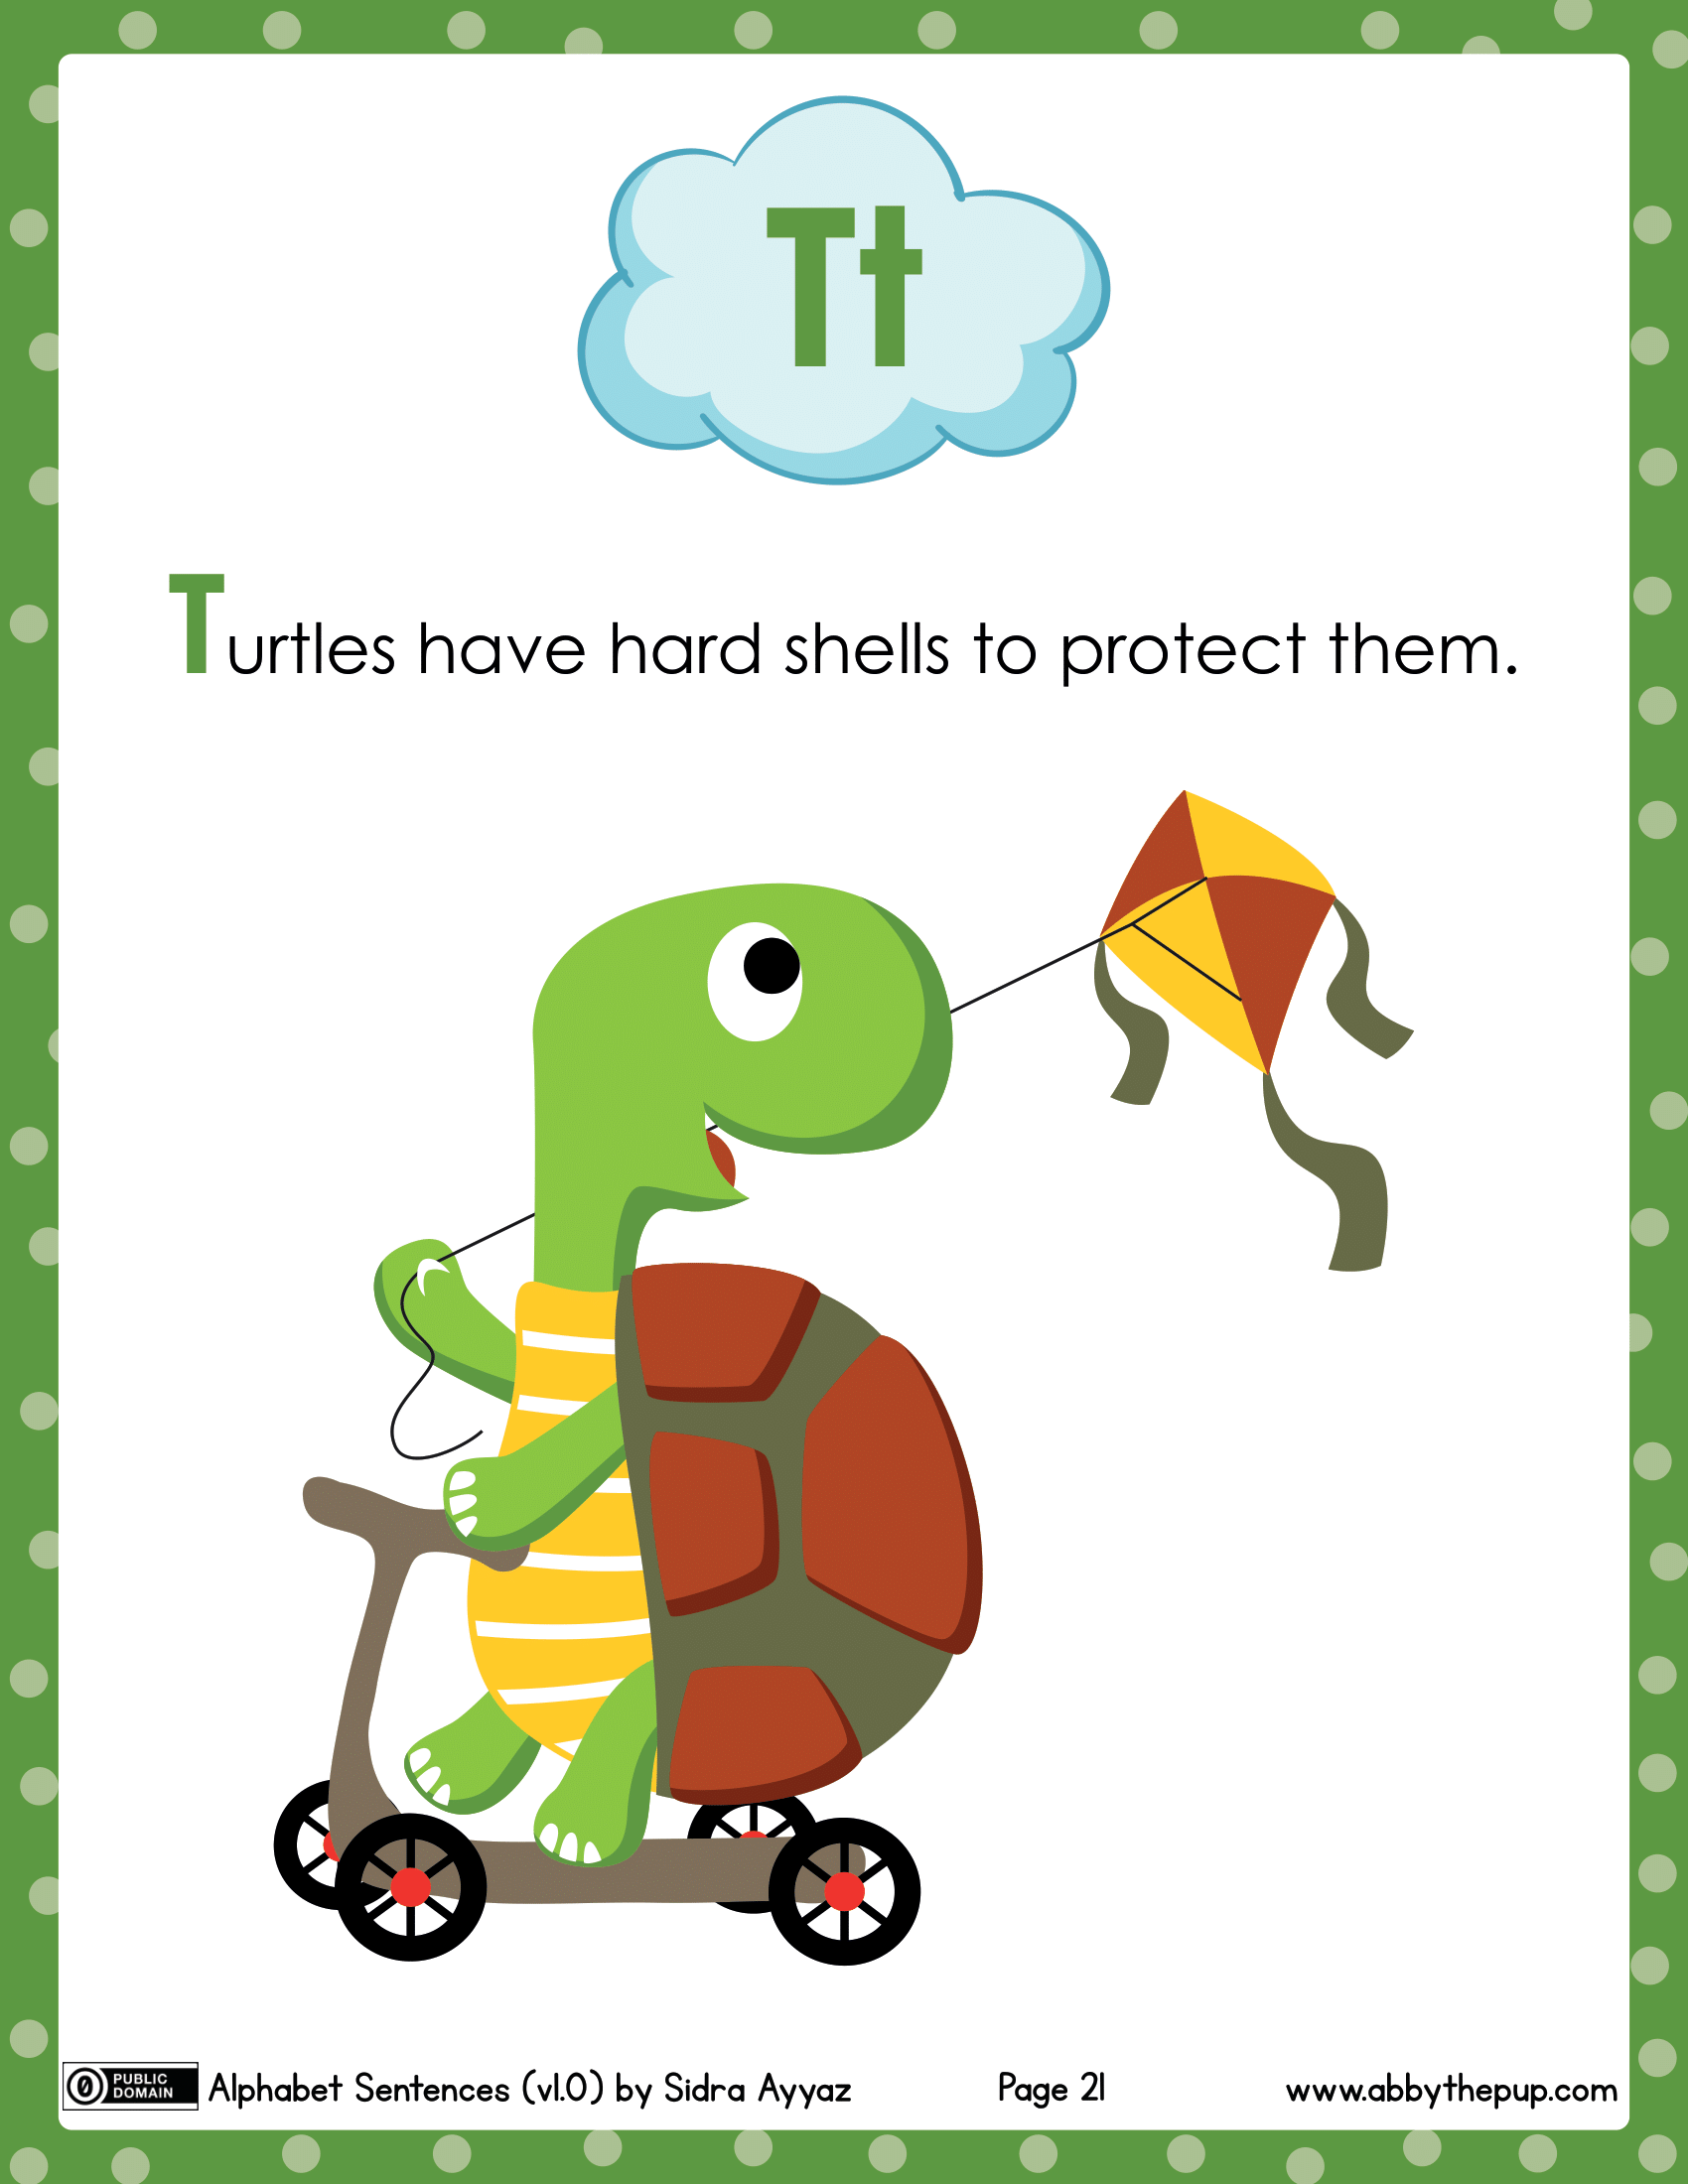 Tt
Turtles have hard shells to protect them.
PUBLIC
DOMAIN
Alphabet Sentences (v1.0) by Sidra Ayyaz Page 21 www.abbythepup.com